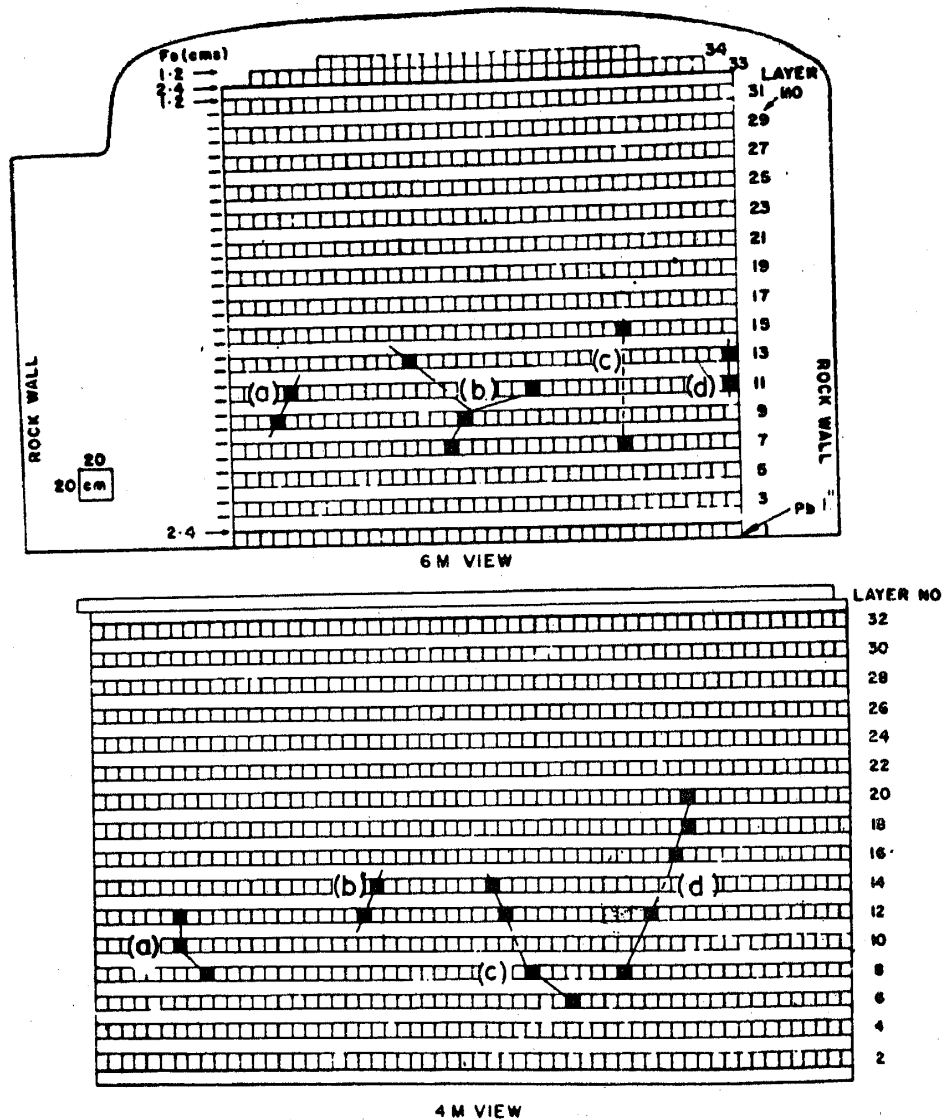 Fe (cms)
1·2
2·4
1·2
34
33
LAYER
NO
31
29
27
25
23
21
19
17
15
13
11
9
7
5
3
(a)
(b)
(c)
(d)
ROCK WALL
ROCK WALL
20
20 cm
2·4
Pb 1"
6 M VIEW
LAYER NO
32
30
28
26
24
22
20
18
16
14
12
10
8
6
4
2
(b)
(d)
(a)
(c)
4 M VIEW